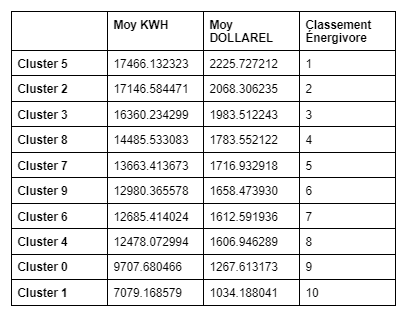 Moy KWH Moy DOLLAREL Classement Énergivore
Cluster 5 17466.132323 2225.727212 1
Cluster 2 17146.584471 2068.306235 2
Cluster 3 16360.234299 1983.512243 3
Cluster 8 14485.533083 1783.552122 4
Cluster 7 13663.413673 1716.932918 5
Cluster 9 12980.365578 1658.473930 6
Cluster 6 12685.414024 1612.591936 7
Cluster 4 12478.072994 1606.946289 8
Cluster 0 9707.680466 1267.613173 9
Cluster 1 7079.168579 1034.188041 10